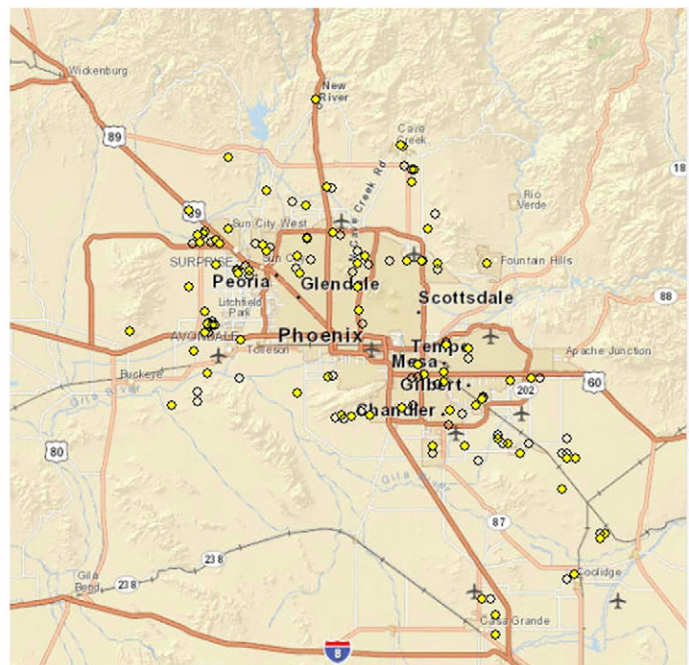 Wickenburg
New
River
89
Cave
Creek
18
N Cave Creek Rd
Rio
Verde
89
Sun City West
SURPRISE
Sun C
Fountain Hills
Peoria
Glendale
Litchfield
Park
Scottsdale
88
Phoenix
AVONDALE
Tolleson
Tempe
Apache Junction
Mesa
Buckeye
Gilbert
60
202
Gila River
Chandler
80
Gila River
87
238
Gila
Bend
238
Coolidge
Casa Grande
8